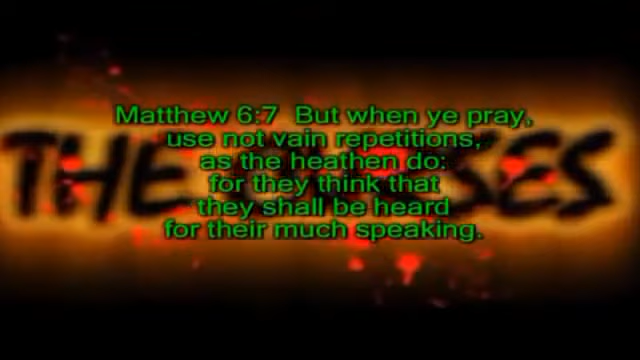 Matthew 6:7  But when ye pray,
use not vain repetitions,
as the heathen do:
for they think that
they shall be heard
for their much speaking.
THE